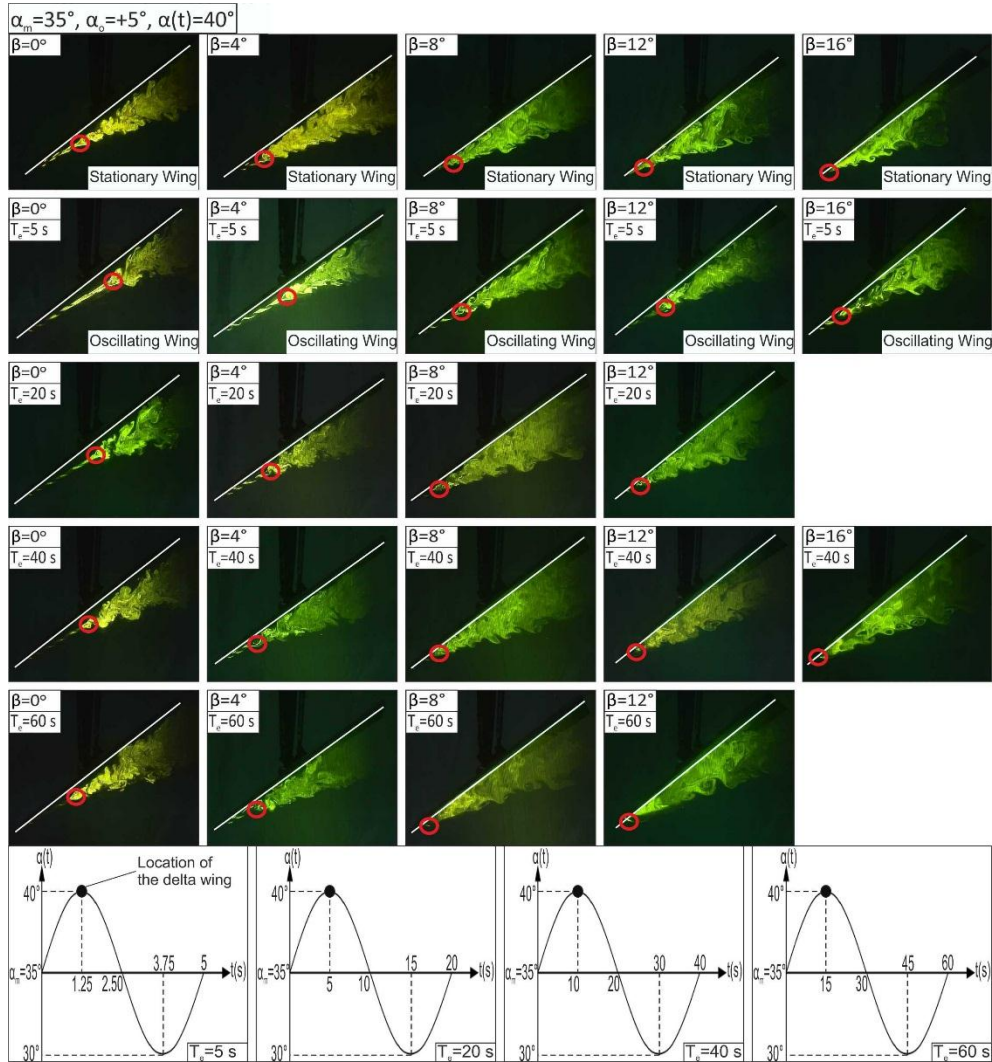 αm=35°, αo=+5°, α(t)=40°
β=0°
β=4°
β=8°
β=12°
β=16°
Stationary Wing
Stationary Wing
Stationary Wing
Stationary Wing
Stationary Wing
β=0°
Te=5 s
β=4°
Te=5 s
β=8°
Te=5 s
β=12°
Te=5 s
β=16°
Te=5 s
Oscillating Wing
Oscillating Wing
Oscillating Wing
Oscillating Wing
Oscillating Wing
β=0°
Te=20 s
β=4°
Te=20 s
β=8°
Te=20 s
β=12°
Te=20 s
β=0°
Te=40 s
β=4°
Te=40 s
β=8°
Te=40 s
β=12°
Te=40 s
β=16°
Te=40 s
β=0°
Te=60 s
β=4°
Te=60 s
β=8°
Te=60 s
β=12°
Te=60 s
α(t)
Location of
the delta wing
40°
3.75
5
t(s)
αm=35°
1.25
2.50
30°
Te=5 s
α(t)
40°
15
20
t(s)
αm=35°
5
10
30°
Te=20 s
α(t)
40°
30
40
t(s)
αm=35°
10
20
30°
Te=40 s
α(t)
40°
45
60
t(s)
αm=35°
15
30
30°
Te=60 s